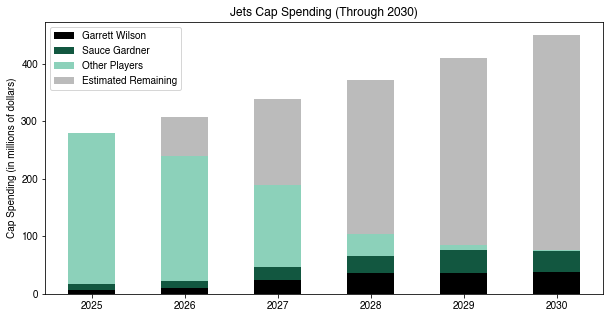 Jets Cap Spending (Through 2030)
Garrett Wilson
Sauce Gardner
Other Players
Estimated Remaining
Cap Spending (in millions of dollars)
400
300
200
100
0
2025 2026 2027 2028 2029 2030